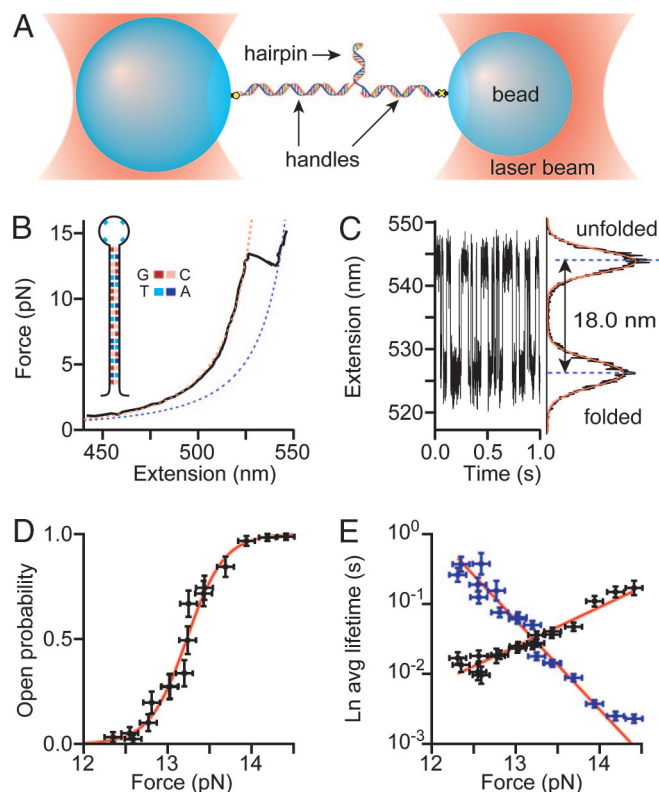 A
hairpin
bead
handles
laser beam
B
15
10
5
0
Force (pN)
G C
T A
450
500
550
Extension (nm)
C
550
540
530
520
Extension (nm)
unfolded
18.0 nm
folded
0.0
0.5
1.0
Time (s)
D
1.0
0.5
0.0
Open probability
12
13
14
Force (pN)
E
10^0
10^-1
10^-2
10^-3
Ln avg lifetime (s)
12
13
14
Force (pN)